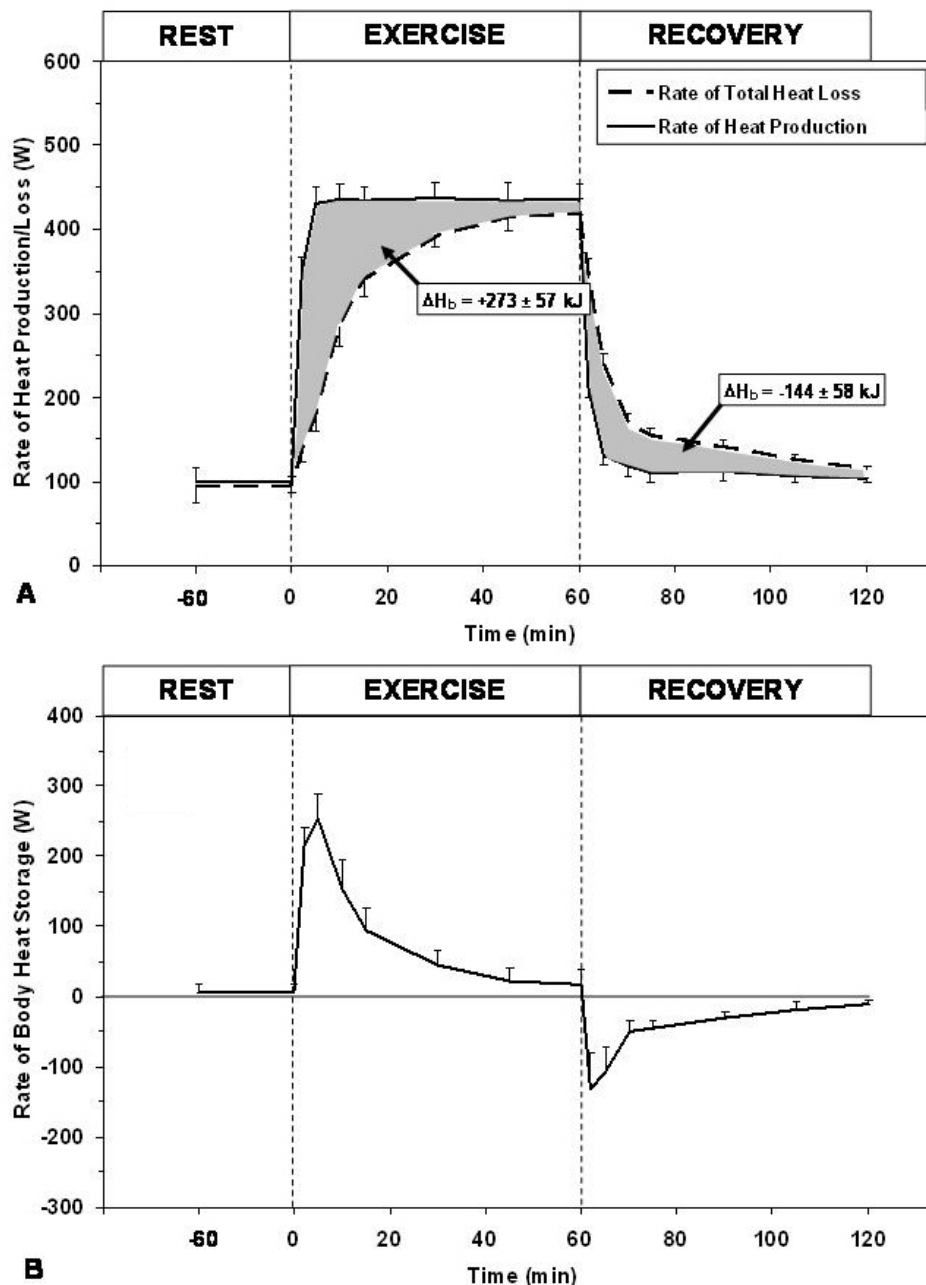 REST EXERCISE RECOVERY
600
Rate of Total Heat Loss
Rate of Heat Production
500
400
ΔHb = +273 ± 57 kJ
300
200
ΔHb = -144 ± 58 kJ
100
0
Rate of Heat Production/Loss (W)
A
-60 0 20 40 60 80 100 120
Time (min)
REST EXERCISE RECOVERY
400
300
200
100
0
-100
-200
-300
Rate of Body Heat Storage (W)
B
-60 0 20 40 60 80 100 120
Time (min)